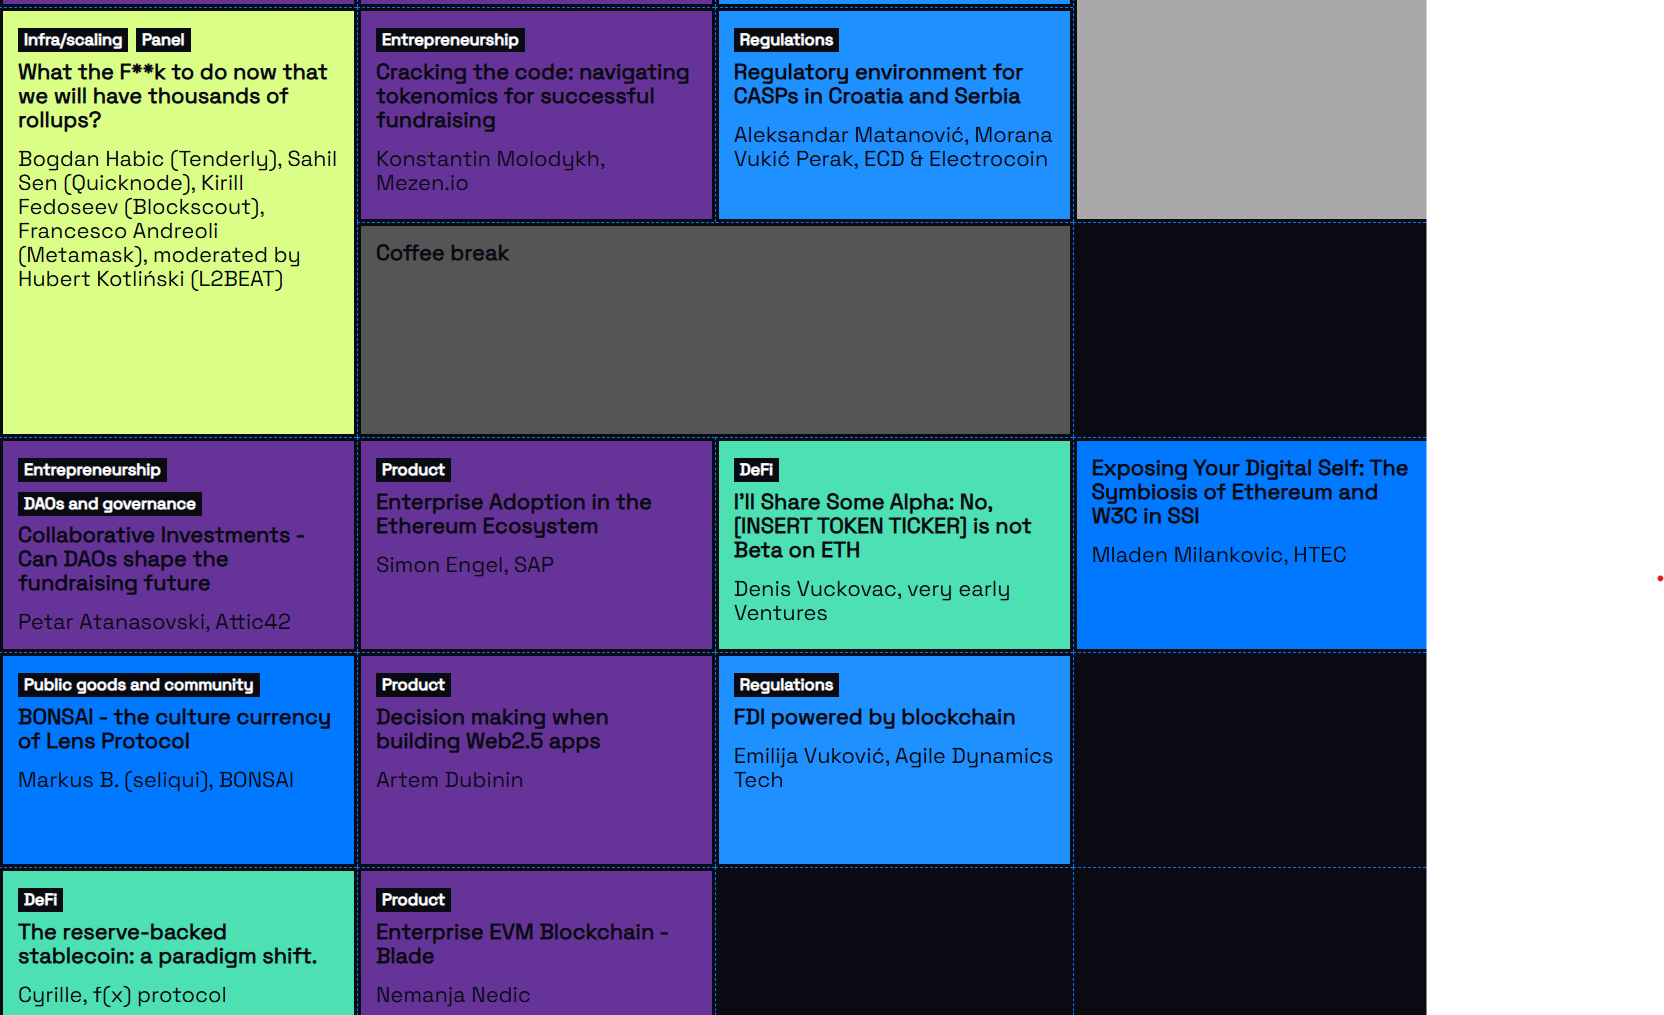 Infra/scaling Panel
What the F**k to do now that
we will have thousands of
rollups?
Bogdan Habic (Tenderly), Sahil
Sen (Quicknode), Kirill
Fedoseev (Blockscout),
Francesco Andreoli
(Metamask), moderated by
Hubert Kotliński (L2BEAT)
Entrepreneurship
Cracking the code: navigating
tokenomics for successful
fundraising
Konstantin Molodykh,
Mezen.io
Regulations
Regulatory environment for
CASPs in Croatia and Serbia
Aleksandar Matanović, Morana
Vukić Perak, ECD & Electrocoin
Coffee break
Entrepreneurship
DAOs and governance
Collaborative Investments -
Can DAOs shape the
fundraising future
Petar Atanasovski, Attic42
Product
Enterprise Adoption in the
Ethereum Ecosystem
Simon Engel, SAP
DeFi
I'll Share Some Alpha: No,
[INSERT TOKEN TICKER] is not
Beta on ETH
Denis Vuckovac, very early
Ventures
Exposing Your Digital Self: The
Symbiosis of Ethereum and
W3C in SSI
Mladen Milankovic, HTEC
Public goods and community
BONSAI - the culture currency
of Lens Protocol
Markus B. (seliqui), BONSAI
Product
Decision making when
building Web2.5 apps
Artem Dubinin
Regulations
FDI powered by blockchain
Emilija Vuković, Agile Dynamics
Tech
DeFi
The reserve-backed
stablecoin: a paradigm shift.
Cyrille, f(x) protocol
Product
Enterprise EVM Blockchain -
Blade
Nemanja Nedic